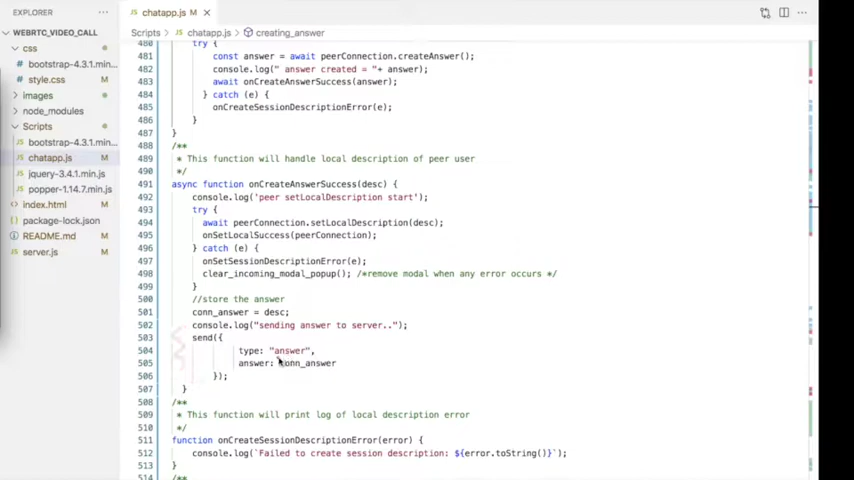 EXPLORER
...
chatapp.js M ×
WEBRTC_VIDEO_CALL
Scripts > chatapp.js > creating_answer
css
bootstrap-4.3.1.min...
style.css M
images
node_modules
Scripts
bootstrap-4.3.1.min...
chatapp.js M
jquery-3.4.1.min.js
popper-1.14.7.min.js
index.html M
package-lock.json
README.md M
server.js M
480 try {
481 const answer = await peerConnection.createAnswer();
482 console.log(" answer created = "+ answer);
483 await onCreateAnswerSuccess(answer);
484 } catch (e) {
485 onCreateSessionDescriptionError(e);
486 }
487 }
488 /**
489 * This function will handle local description of peer user
490 */
491 async function onCreateAnswerSuccess(desc) {
492 console.log('peer setLocalDescription start');
493 try {
494 await peerConnection.setLocalDescription(desc);
495 onSetLocalSuccess(peerConnection);
496 } catch (e) {
497 onSetSessionDescriptionError(e);
498 clear_incoming_modal_popup(); /*remove modal when any error occurs */
499 }
500 //store the answer
501 conn_answer = desc;
502 console.log("sending answer to server..");
503 send({
504 type: "answer",
505 answer: conn_answer
506 });
507 }
508 /**
509 * This function will print log of local description error
510 */
511 function onCreateSessionDescriptionError(error) {
512 console.log(`Failed to create session description: ${error.toString()}`);
513 }
514 /**